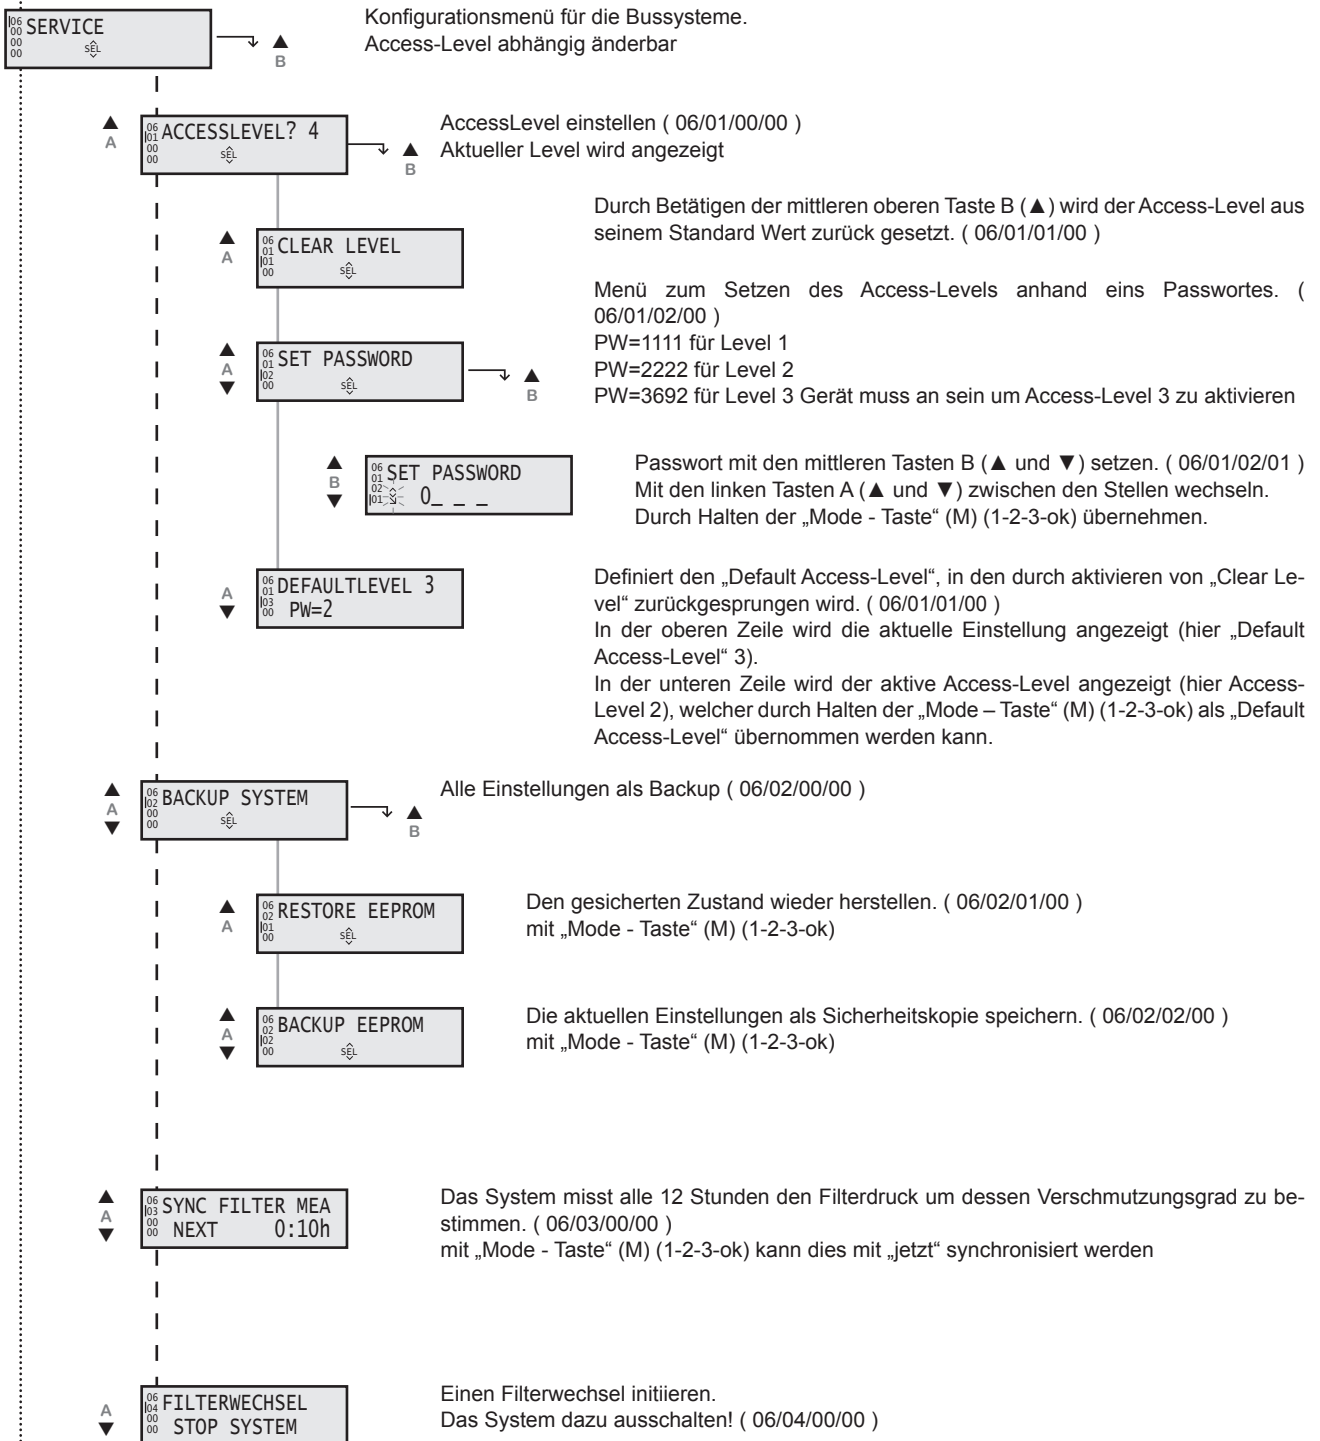 06
00
00
00
SERVICE
SEL
▲
B
Konfigurationsmenü für die Bussysteme.
Access-Level abhängig änderbar
▲
A
06
01
00
00
ACCESSLEVEL? 4
SEL
▲
B
AccessLevel einstellen ( 06/01/00/00 )
Aktueller Level wird angezeigt
▲
A
06
01
01
00
CLEAR LEVEL
SEL
Durch Betätigen der mittleren oberen Taste B (▲) wird der Access-Level aus
seinem Standard Wert zurück gesetzt. ( 06/01/01/00 )
▲
A
▼
06
01
02
00
SET PASSWORD
SEL
▲
B
Menü zum Setzen des Access-Levels anhand eins Passwortes. (
06/01/02/00 )
PW=1111 für Level 1
PW=2222 für Level 2
PW=3692 für Level 3 Gerät muss an sein um Access-Level 3 zu aktivieren
▲
B
▼
06
01
02
01
SET PASSWORD
0_ _ _
Passwort mit den mittleren Tasten B (▲ und ▼) setzen. ( 06/01/02/01 )
Mit den linken Tasten A (▲ und ▼) zwischen den Stellen wechseln.
Durch Halten der „Mode - Taste“ (M) (1-2-3-ok) übernehmen.
A
▼
06
01
03
00
DEFAULTLEVEL 3
PW=2
Definiert den „Default Access-Level“, in den durch aktivieren von „Clear Le-
vel“ zurückgesprungen wird. ( 06/01/01/00 )
In der oberen Zeile wird die aktuelle Einstellung angezeigt (hier „Default
Access-Level“ 3).
In der unteren Zeile wird der aktive Access-Level angezeigt (hier Access-
Level 2), welcher durch Halten der „Mode – Taste“ (M) (1-2-3-ok) als „Default
Access-Level“ übernommen werden kann.
▲
A
▼
06
02
00
00
BACKUP SYSTEM
SEL
▲
B
Alle Einstellungen als Backup ( 06/02/00/00 )
▲
A
06
02
01
00
RESTORE EEPROM
SEL
Den gesicherten Zustand wieder herstellen. ( 06/02/01/00 )
mit „Mode - Taste“ (M) (1-2-3-ok)
▲
A
▼
06
02
02
00
BACKUP EEPROM
SEL
Die aktuellen Einstellungen als Sicherheitskopie speichern. ( 06/02/02/00 )
mit „Mode - Taste“ (M) (1-2-3-ok)
▲
A
▼
06
03
00
00
SYNC FILTER MEA
NEXT 0:10h
Das System misst alle 12 Stunden den Filterdruck um dessen Verschmutzungsgrad zu be-
stimmen. ( 06/03/00/00 )
mit „Mode - Taste“ (M) (1-2-3-ok) kann dies mit „jetzt“ synchronisiert werden
A
▼
06
04
00
00
FILTERWECHSEL
STOP SYSTEM
Einen Filterwechsel initiieren.
Das System dazu ausschalten! ( 06/04/00/00 )